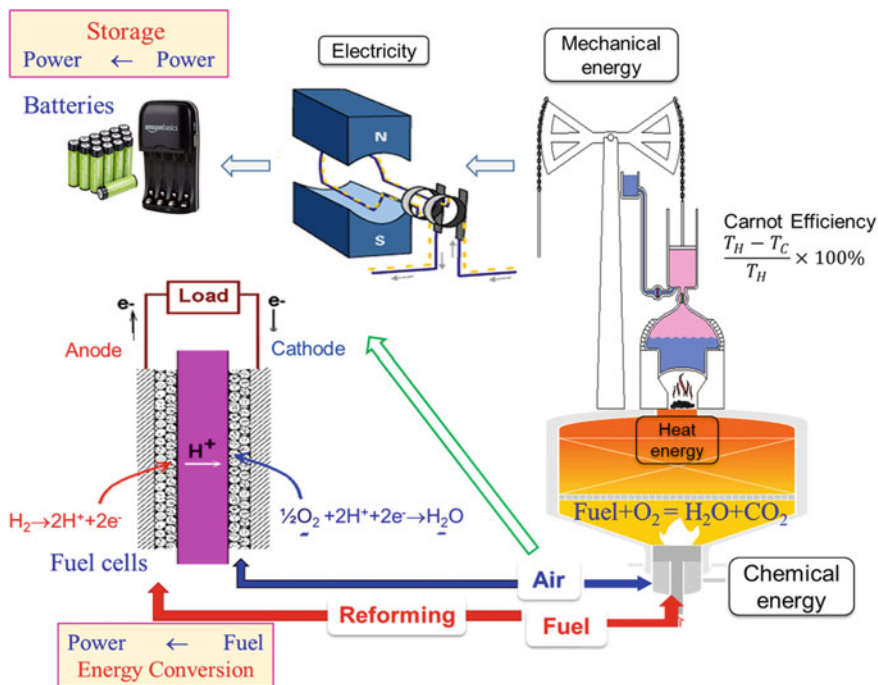 Storage
Power ← Power
Batteries
amazonbasics
Electricity
N
S
Mechanical
energy
Carnot Efficiency
T_H − T_C
T_H
× 100%
Load
e-
e-
Anode
Cathode
H⁺
H₂→2H⁺+2e⁻
½O₂ +2H⁺+2e⁻→H₂O
Fuel cells
Heat
energy
Fuel+O₂ = H₂O+CO₂
Chemical
energy
Air
Reforming
Fuel
Power ← Fuel
Energy Conversion